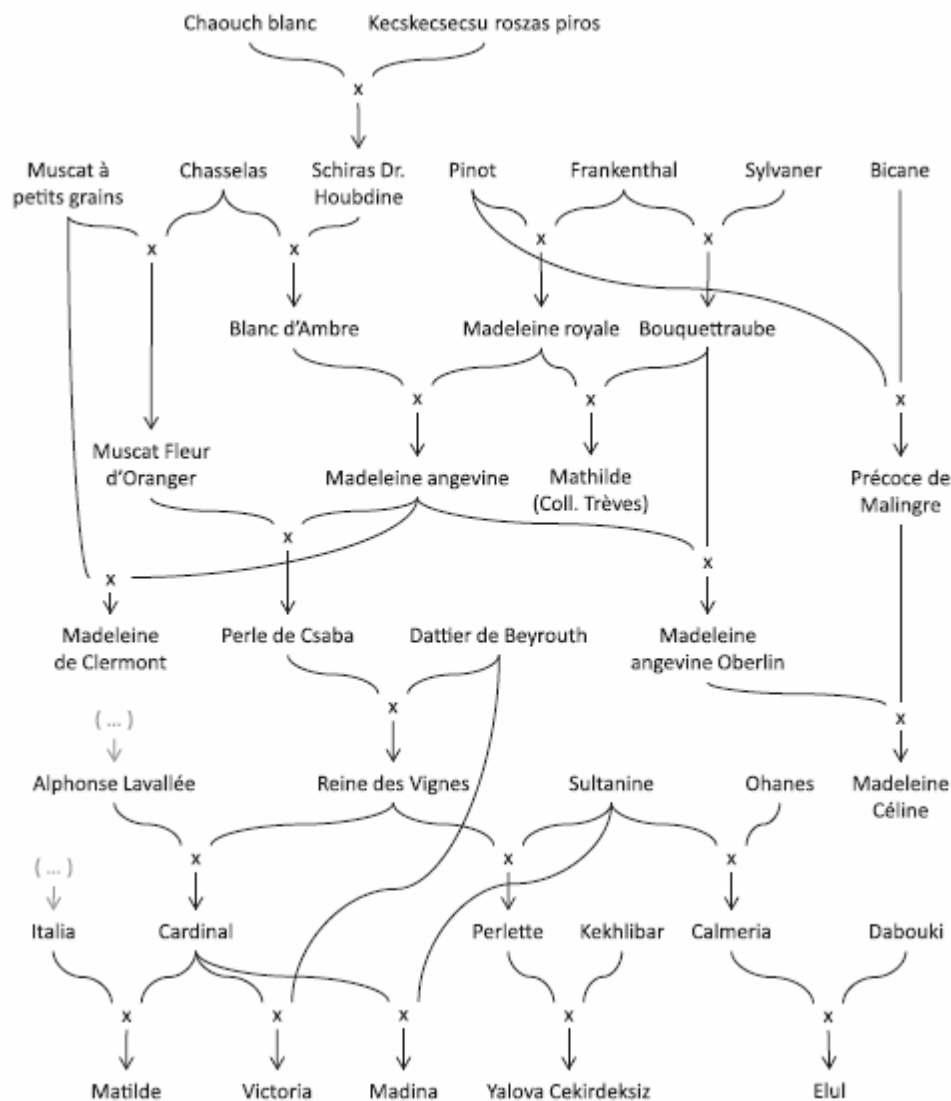 Chaouch blanc Kecskecsecsu roszas piros
x
Muscat à petits grains Chasselas Schiras Dr. Houbdine Pinot Frankenthal Sylvaner Bicane
x x x x
Blanc d'Ambre Madeleine royale Bouquettraube
x x x
Muscat Fleur d'Oranger Madeleine angevine Mathilde (Coll. Trèves) Précoce de Malingre
x x x
Madeleine de Clermont Perle de Csaba Dattier de Beyrouth Madeleine angevine Oberlin
x x
( ... )
Alphonse Lavallée Reine des Vignes Sultanine Ohanes Madeleine Céline
x x x
( ... )
Italia Cardinal Perlette Kekhlibar Calmeria Dabouki
x x x x x
Matilde Victoria Madina Yalova Cekirdeksiz Elul